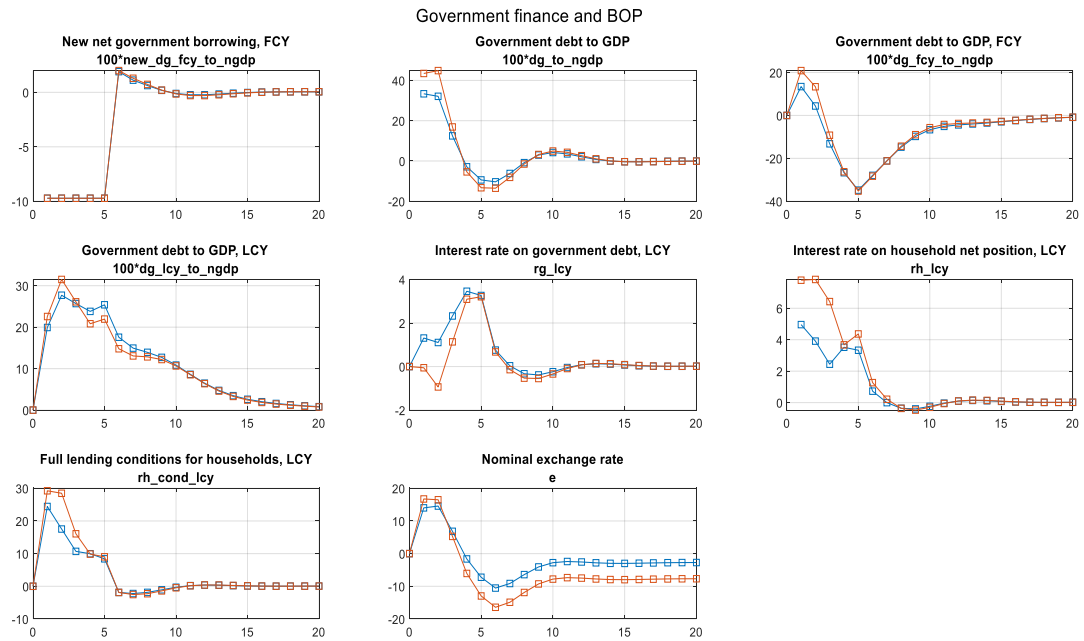 Government finance and BOP
New net government borrowing, FCY
100*new_dg_fcy_to_ngdp
0
-5
-10
0 5 10 15 20
Government debt to GDP
100*dg_to_ngdp
40
20
0
-20
0 5 10 15 20
Government debt to GDP, FCY
100*dg_fcy_to_ngdp
20
0
-20
-40
0 5 10 15 20
Government debt to GDP, LCY
100*dg_lcy_to_ngdp
30
20
10
0
0 5 10 15 20
Interest rate on government debt, LCY
rg_lcy
4
2
0
-2
0 5 10 15 20
Interest rate on household net position, LCY
rh_lcy
6
4
2
0
0 5 10 15 20
Full lending conditions for households, LCY
rh_cond_lcy
30
20
10
0
-10
0 5 10 15 20
Nominal exchange rate
e
20
10
0
-10
-20
0 5 10 15 20